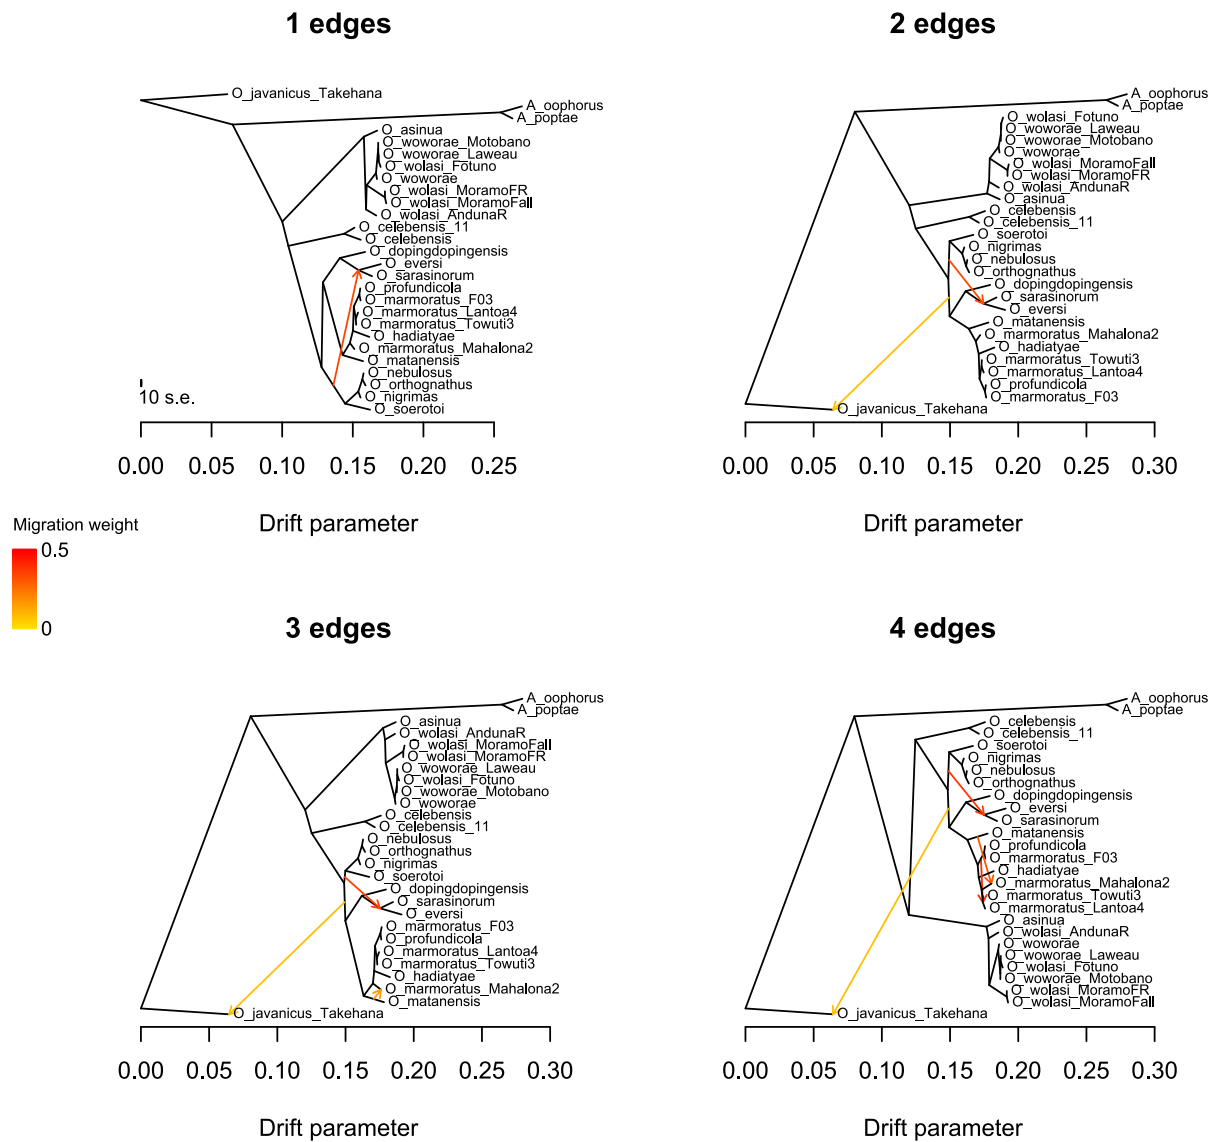 1 edges
O_javanicus_Takehana
A_oophorus
A_poptae
O_asinua
O_woworae_Motobano
O_woworae_Laweau
O_wolasi_Fotuno
O_woworae
O_wolasi_MoramoFR
O_wolasi_MoramoFall
O_wolasi_AndunaR
O_celebensis_11
O_celebensis
O_dopingdopingensis
O_eversi
O_sarasinorum
O_profundicola
O_marmoratus_F03
O_marmoratus_Lantoa4
O_marmoratus_Towuti3
O_hadiatyae
O_marmoratus_Mahalona2
O_matanensis
O_nebulosus
O_orthognathus
O_nigrimas
O_soerotoi
10 s.e.
0.00 0.05 0.10 0.15 0.20 0.25
Drift parameter
2 edges
A_oophorus
A_poptae
O_wolasi_Fotuno
O_woworae_Laweau
O_woworae_Motobano
O_woworae
O_wolasi_MoramoFall
O_wolasi_MoramoFR
O_wolasi_AndunaR
O_asinua
O_celebensis
O_celebensis_11
O_soerotoi
O_nigrimas
O_nebulosus
O_orthognathus
O_dopingdopingensis
O_sarasinorum
O_eversi
O_matanensis
O_marmoratus_Mahalona2
O_hadiatyae
O_marmoratus_Towuti3
O_marmoratus_Lantoa4
O_profundicola
O_marmoratus_F03
O_javanicus_Takehana
0.00 0.05 0.10 0.15 0.20 0.25 0.30
Drift parameter
Migration weight
0.5
0
3 edges
A_oophorus
A_poptae
O_asinua
O_wolasi_AndunaR
O_wolasi_MoramoFall
O_wolasi_MoramoFR
O_woworae_Laweau
O_wolasi_Fotuno
O_woworae_Motobano
O_woworae
O_celebensis
O_celebensis_11
O_nebulosus
O_orthognathus
O_nigrimas
O_soerotoi
O_dopingdopingensis
O_sarasinorum
O_eversi
O_marmoratus_F03
O_profundicola
O_marmoratus_Lantoa4
O_marmoratus_Towuti3
O_hadiatyae
O_marmoratus_Mahalona2
O_matanensis
O_javanicus_Takehana
0.00 0.05 0.10 0.15 0.20 0.25 0.30
Drift parameter
4 edges
A_oophorus
A_poptae
O_celebensis
O_celebensis_11
O_soerotoi
O_nigrimas
O_nebulosus
O_orthognathus
O_dopingdopingensis
O_eversi
O_sarasinorum
O_matanensis
O_profundicola
O_marmoratus_F03
O_hadiatyae
O_marmoratus_Mahalona2
O_marmoratus_Towuti3
O_marmoratus_Lantoa4
O_asinua
O_wolasi_AndunaR
O_woworae
O_woworae_Laweau
O_wolasi_Fotuno
O_woworae_Motobano
O_wolasi_MoramoFR
O_wolasi_MoramoFall
O_javanicus_Takehana
0.00 0.05 0.10 0.15 0.20 0.25 0.30
Drift parameter